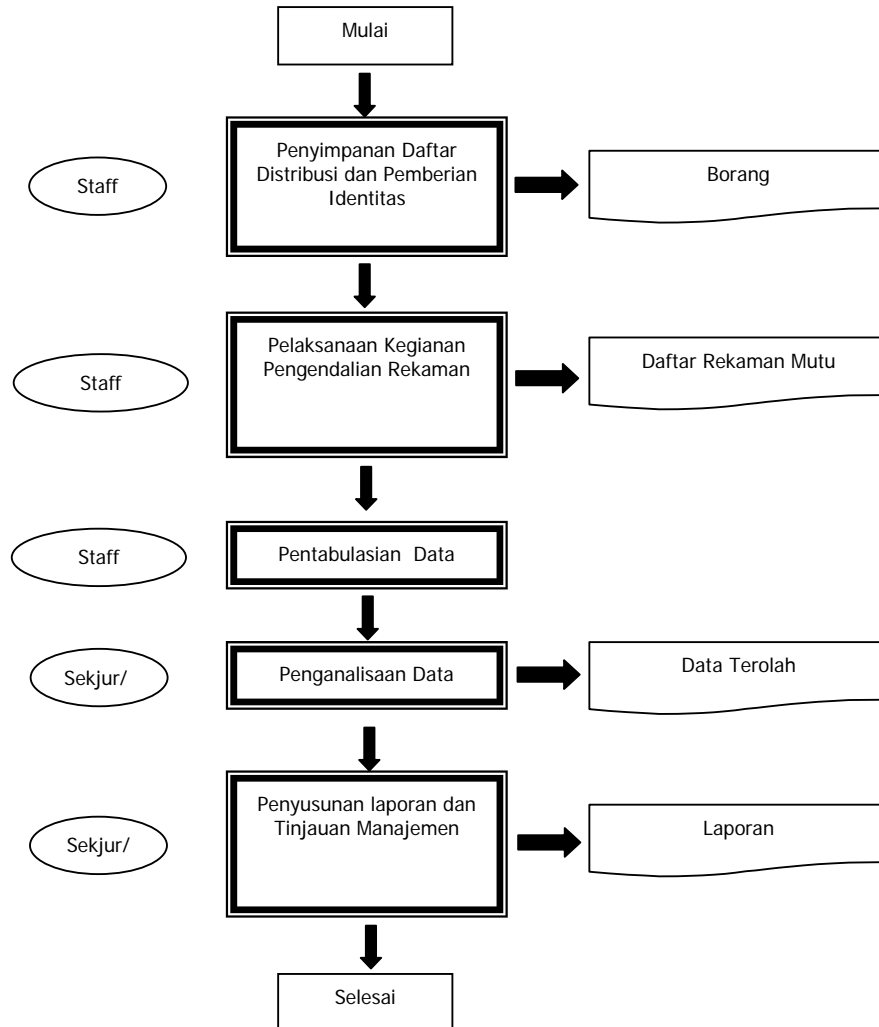 Mulai
Staff
Penyimpanan Daftar
Distribusi dan Pemberian
Identitas
Borang
Staff
Pelaksanaan Kegianan
Pengendalian Rekaman
Daftar Rekaman Mutu
Staff
Pentabulasian Data
Sekjur/
Penganalisaan Data
Data Terolah
Sekjur/
Penyusunan laporan dan
Tinjauan Manajemen
Laporan
Selesai